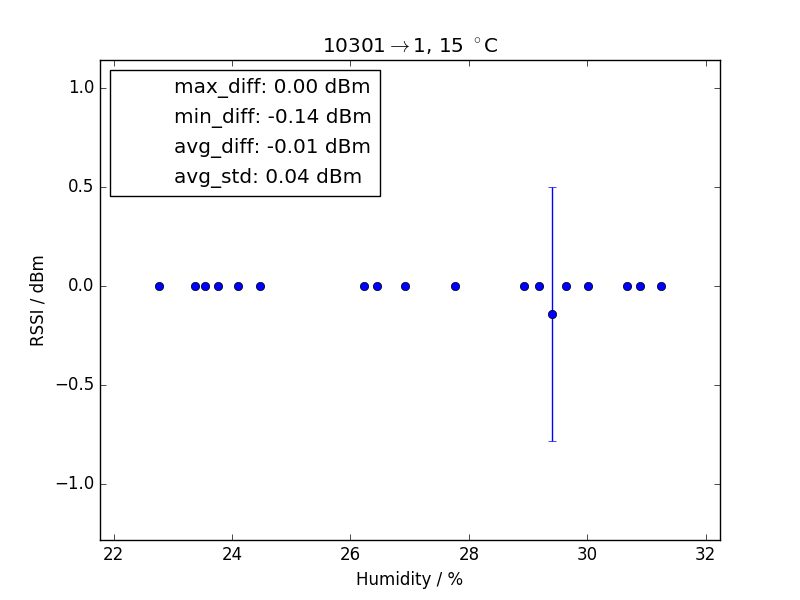 10301→1, 15 °C
max_diff: 0.00 dBm
min_diff: -0.14 dBm
avg_diff: -0.01 dBm
avg_std: 0.04 dBm
1.0
0.5
0.0
−0.5
−1.0
RSSI / dBm
22 24 26 28 30 32
Humidity / %